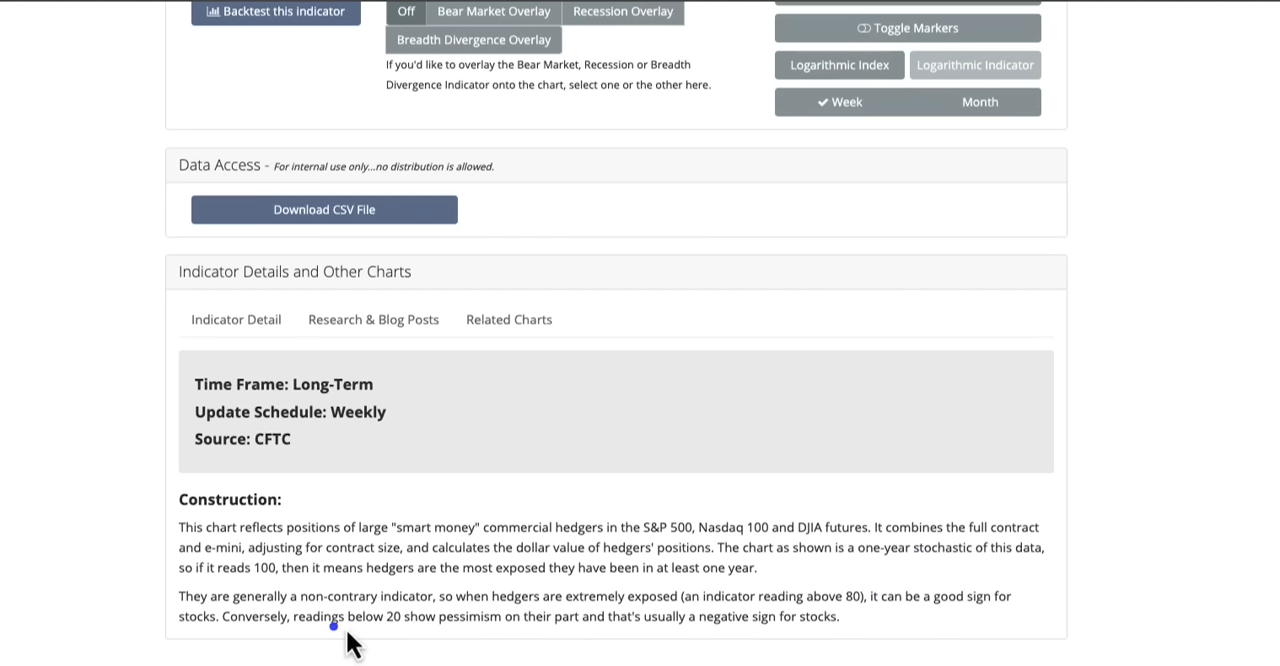 Backtest this indicator
Off Bear Market Overlay Recession Overlay
Breadth Divergence Overlay
If you'd like to overlay the Bear Market, Recession or Breadth
Divergence Indicator onto the chart, select one or the other here.
Toggle Markers
Logarithmic Index Logarithmic Indicator
Week Month
Data Access - For internal use only...no distribution is allowed.
Download CSV File
Indicator Details and Other Charts
Indicator Detail Research & Blog Posts Related Charts
Time Frame: Long-Term
Update Schedule: Weekly
Source: CFTC
Construction:
This chart reflects positions of large "smart money" commercial hedgers in the S&P 500, Nasdaq 100 and DJIA futures. It combines the full contract
and e-mini, adjusting for contract size, and calculates the dollar value of hedgers' positions. The chart as shown is a one-year stochastic of this data,
so if it reads 100, then it means hedgers are the most exposed they have been in at least one year.
They are generally a non-contrary indicator, so when hedgers are extremely exposed (an indicator reading above 80), it can be a good sign for
stocks. Conversely, readings below 20 show pessimism on their part and that's usually a negative sign for stocks.